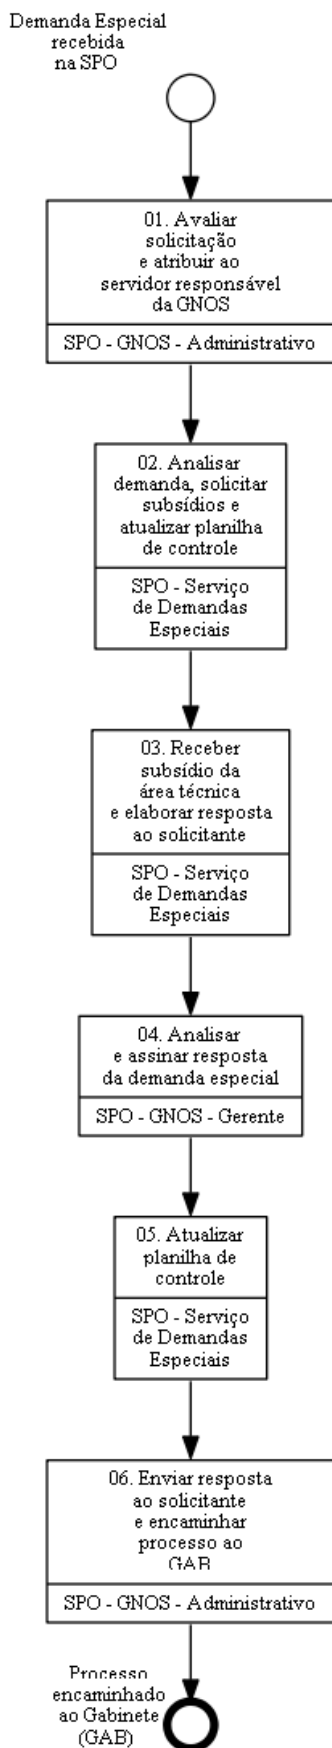 Demanda Especial
recebida
na SPO
01. Avaliar
solicitação
e atribuir ao
servidor responsável
da GNOS
SPO - GNOS - Administrativo
02. Analisar
demanda, solicitar
subsídios e
atualizar planilha
de controle
SPO - Serviço
de Demandas
Especiais
03. Receber
subsídio da
área técnica
e elaborar resposta
ao solicitante
SPO - Serviço
de Demandas
Especiais
04. Analisar
e assinar resposta
da demanda especial
SPO - GNOS - Gerente
05. Atualizar
planilha de
controle
SPO - Serviço
de Demandas
Especiais
06. Enviar resposta
ao solicitante
e encaminhar
processo ao
GAB
SPO - GNOS - Administrativo
Processo
encaminhado
ao Gabinete
(GAB)